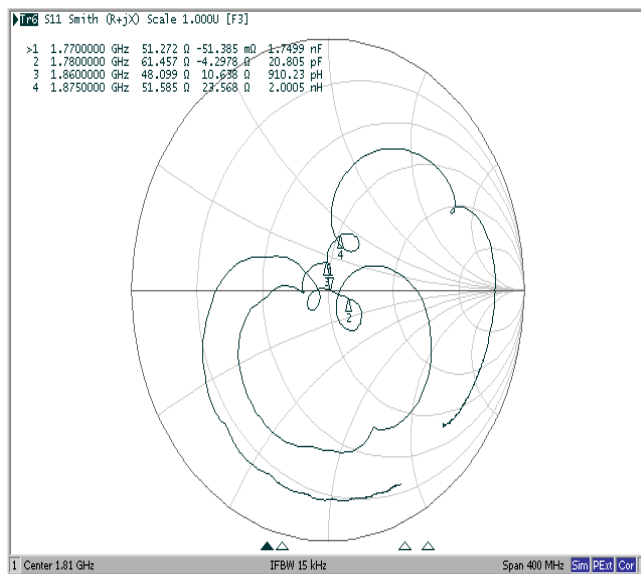 Tr6 S11 Smith (R+jX) Scale 1.000U [F3]
>1 1.7700000 GHz 51.272 Ω -51.385 mΩ 1.7499 nF
2 1.7800000 GHz 61.457 Ω -4.2978 Ω 20.805 pF
3 1.8600000 GHz 48.099 Ω 10.638 Ω 910.23 pH
4 1.8750000 GHz 51.585 Ω 23.568 Ω 2.0005 nH
4
1
3
2
1 Center 1.81 GHz IFBW 15 kHz Span 400 MHz Sim PExt Cor